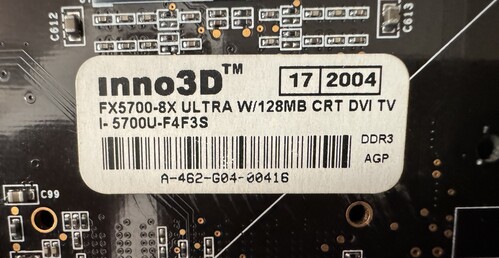 C612
C613
Inno3D™
17 2004
FX5700-8X ULTRA W/128MB CRT DVI TV
I- 5700U-F4F3S
DDR3
AGP
A-462-G04-00416
C99